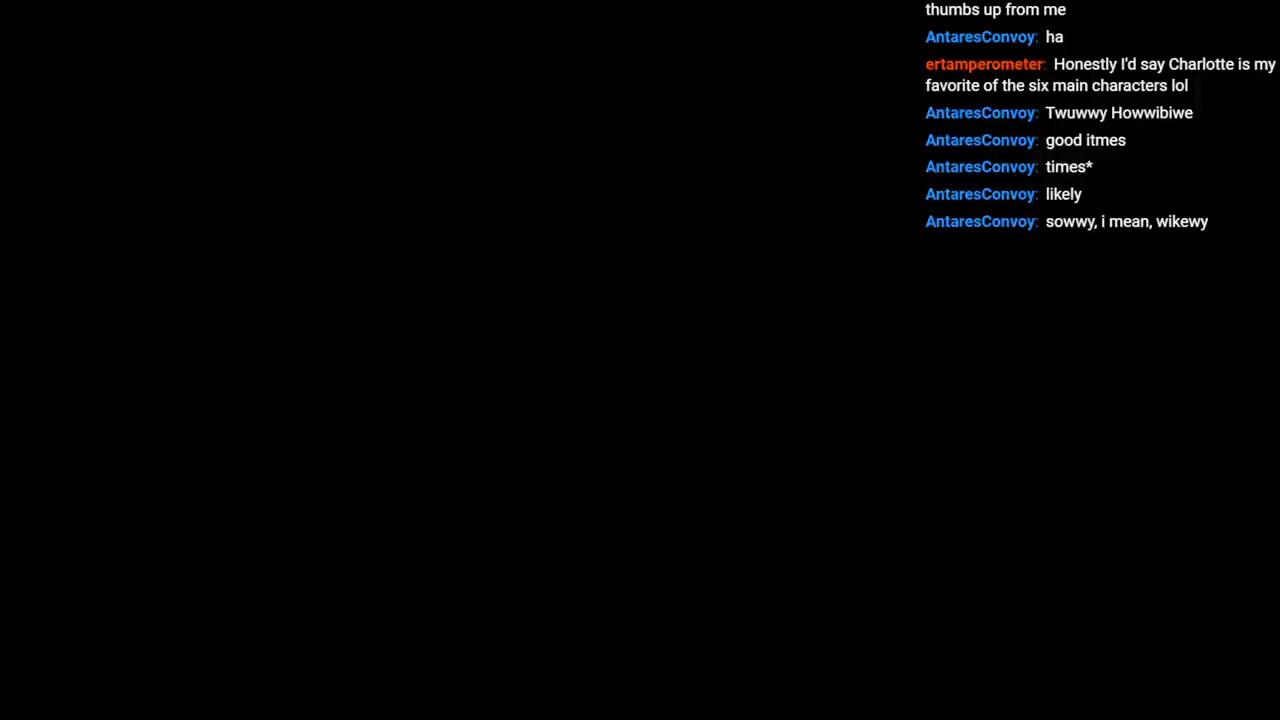 thumbs up from me
AntaresConvoy: ha
ertamperometer: Honestly I'd say Charlotte is my
favorite of the six main characters lol
AntaresConvoy: Twuwwy Howwibiwe
AntaresConvoy: good itmes
AntaresConvoy: times*
AntaresConvoy: likely
AntaresConvoy: sowwy, i mean, wikewy